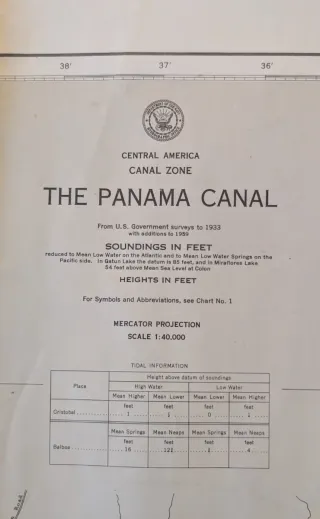 38'
37'
36'
CENTRAL AMERICA
CANAL ZONE
THE PANAMA CANAL
From U.S. Government surveys to 1933
with additions to 1959
SOUNDINGS IN FEET
reduced to Mean Low Water on the Atlantic and to Mean Low Water Springs on the
Pacific side. In Gatun Lake the datum is 85 feet, and in Miraflores Lake
54 feet above Mean Sea Level at Colon
HEIGHTS IN FEET
For Symbols and Abbreviations, see Chart No. 1
MERCATOR PROJECTION
SCALE 1:40,000
TIDAL INFORMATION
Place
Height above datum of soundings
High Water Low Water
Mean Higher Mean Lower Mean Lower Mean Higher
feet feet feet feet
Cristobal 1 0 1
Mean Springs Mean Neaps Mean Springs Mean Neaps
feet feet feet feet
Balboa 16 4
Road